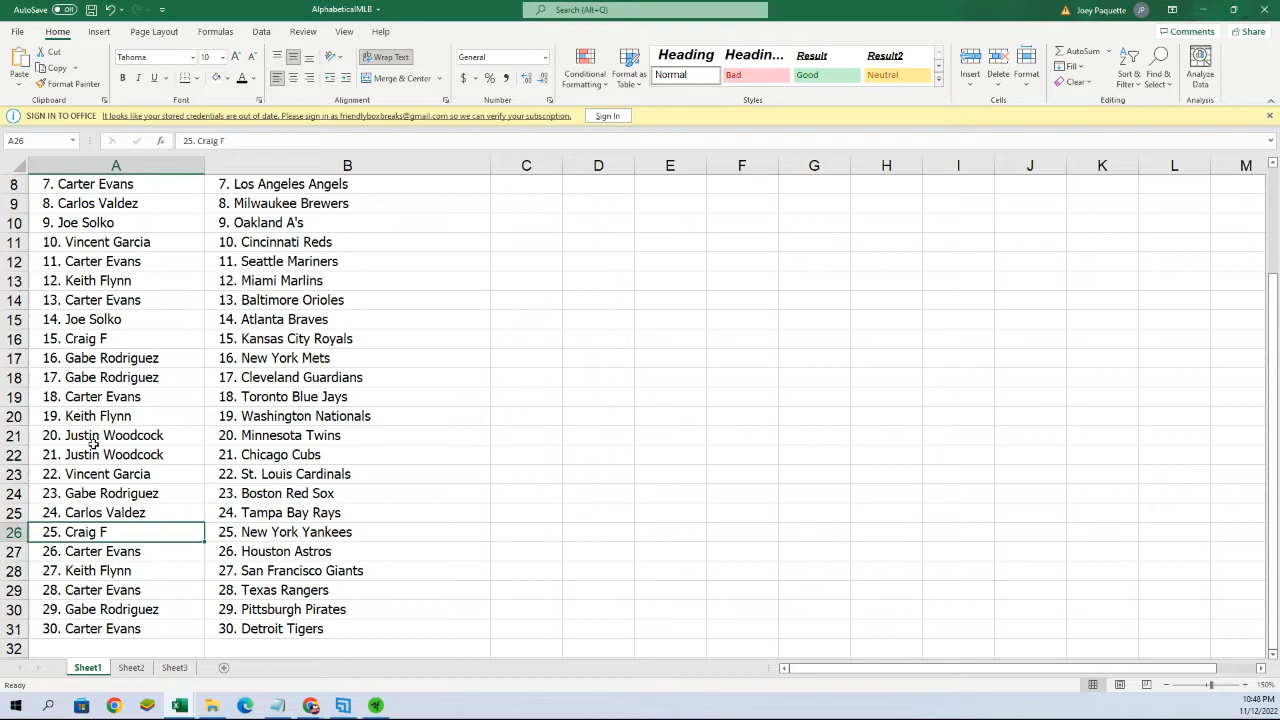 AutoSave Off AlphabeticalMLB Search (Alt+Q) Joey Paquette JP
File Home Insert Page Layout Formulas Data Review View Help Comments Share
Cut
Copy
Format Painter
Paste
Clipboard
Tahoma 10
B I U
Font
Wrap Text
Merge & Center
Alignment
General
$ % ,
Number
Conditional Formatting
Format as Table
Heading Headin... Result Result2
Normal Bad Good Neutral
Styles
Insert Delete Format
Cells
AutoSum
Fill
Clear
Sort & Filter
Find & Select
Editing
Analyze Data
Analysis
SIGN IN TO OFFICE It looks like your stored credentials are out of date. Please sign in as friendlyboxbreaks@gmail.com so we can verify your subscription. Sign In
A26 fx 25. Craig F
A B C D E F G H I J K L M
8 7. Carter Evans 7. Los Angeles Angels
9 8. Carlos Valdez 8. Milwaukee Brewers
10 9. Joe Solko 9. Oakland A's
11 10. Vincent Garcia 10. Cincinnati Reds
12 11. Carter Evans 11. Seattle Mariners
13 12. Keith Flynn 12. Miami Marlins
14 13. Carter Evans 13. Baltimore Orioles
15 14. Joe Solko 14. Atlanta Braves
16 15. Craig F 15. Kansas City Royals
17 16. Gabe Rodriguez 16. New York Mets
18 17. Gabe Rodriguez 17. Cleveland Guardians
19 18. Carter Evans 18. Toronto Blue Jays
20 19. Keith Flynn 19. Washington Nationals
21 20. Justin Woodcock 20. Minnesota Twins
22 21. Justin Woodcock 21. Chicago Cubs
23 22. Vincent Garcia 22. St. Louis Cardinals
24 23. Gabe Rodriguez 23. Boston Red Sox
25 24. Carlos Valdez 24. Tampa Bay Rays
26 25. Craig F 25. New York Yankees
27 26. Carter Evans 26. Houston Astros
28 27. Keith Flynn 27. San Francisco Giants
29 28. Carter Evans 28. Texas Rangers
30 29. Gabe Rodriguez 29. Pittsburgh Pirates
31 30. Carter Evans 30. Detroit Tigers
32
Sheet1 Sheet2 Sheet3
Ready 150%
10:48 PM
11/12/2022